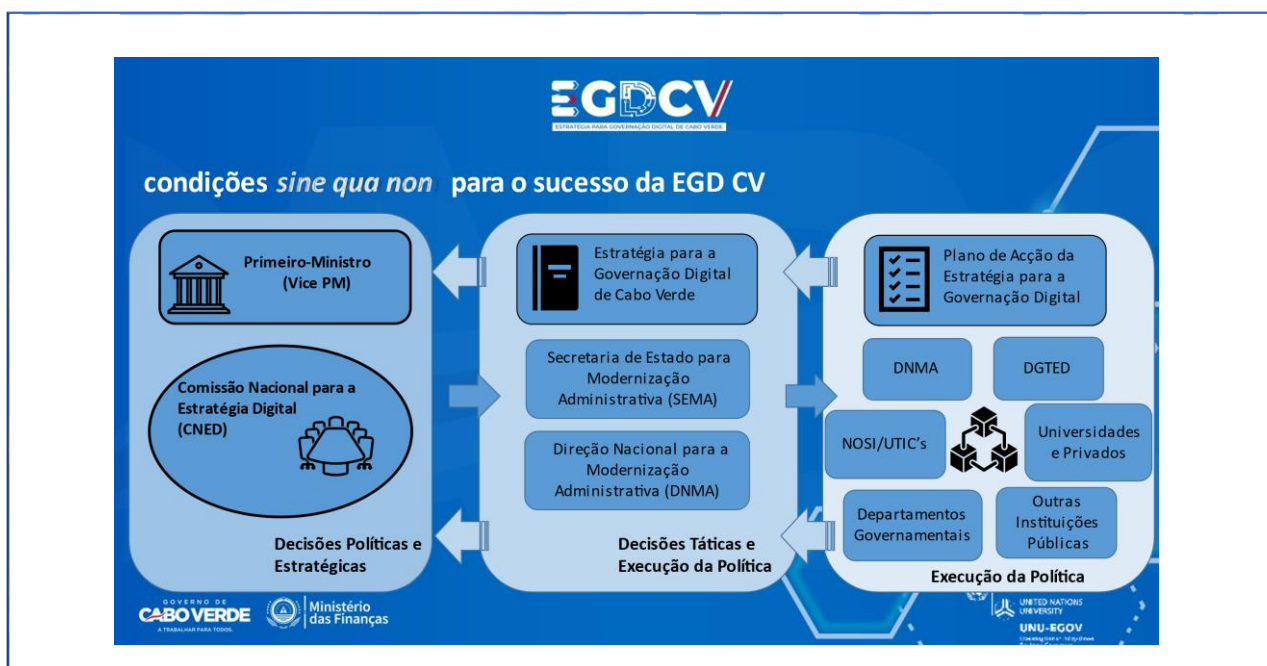 EGDCV
ESTRATÉGIA PARA GOVERNAÇÃO DIGITAL DE CABO VERDE
condições sine qua non para o sucesso da EGD CV
Primeiro-Ministro
(Vice PM)
Comissão Nacional para a
Estratégia Digital
(CNED)
Decisões Políticas e
Estratégicas
Estratégia para a
Governação Digital
de Cabo Verde
Secretaria de Estado para
Modernização
Administrativa (SEMA)
Direção Nacional para a
Modernização
Administrativa (DNMA)
Decisões Táticas e
Execução da Política
Plano de Acção da
Estratégia para a
Governação Digital
DNMA
DGTED
NOSI/UTIC's
Universidades
e Privados
Departamentos
Governamentais
Outras
Instituições
Públicas
Execução da Política
GOVERNO DE
CABO VERDE
A TRABALHAR PARA TODOS.
Ministério
das Finanças
UNITED NATIONS
UNIVERSITY
UNU-EGOV